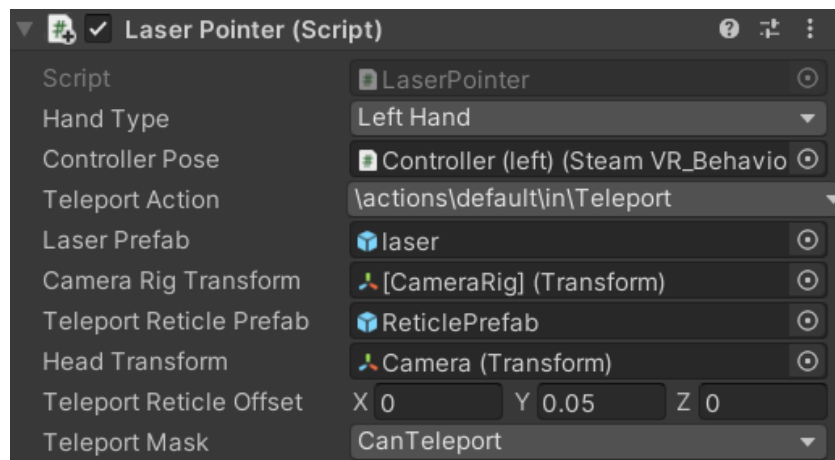 Laser Pointer (Script)
Script LaserPointer
Hand Type Left Hand
Controller Pose Controller (left) (Steam VR_Behavio
Teleport Action \actions\default\in\Teleport
Laser Prefab laser
Camera Rig Transform [CameraRig] (Transform)
Teleport Reticle Prefab ReticlePrefab
Head Transform Camera (Transform)
Teleport Reticle Offset X 0 Y 0.05 Z 0
Teleport Mask CanTeleport